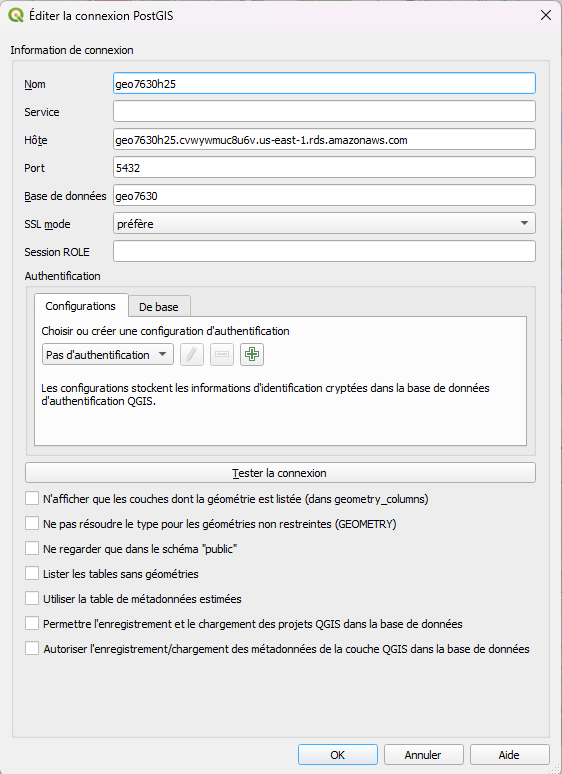 Éditer la connexion PostGIS
Information de connexion
Nom geo7630h25
Service
Hôte geo7630h25.cvwywmuc8u6v.us-east-1.rds.amazonaws.com
Port 5432
Base de données geo7630
SSL mode préfère
Session ROLE
Authentification
Configurations De base
Choisir ou créer une configuration d'authentification
Pas d'authentification
Les configurations stockent les informations d'identification cryptées dans la base de données
d'authentification QGIS.
Tester la connexion
N'afficher que les couches dont la géométrie est listée (dans geometry_columns)
Ne pas résoudre le type pour les géométries non restreintes (GEOMETRY)
Ne regarder que dans le schéma "public"
Lister les tables sans géométries
Utiliser la table de métadonnées estimées
Permettre l'enregistrement et le chargement des projets QGIS dans la base de données
Autoriser l'enregistrement/chargement des métadonnées de la couche QGIS dans la base de données
OK Annuler Aide